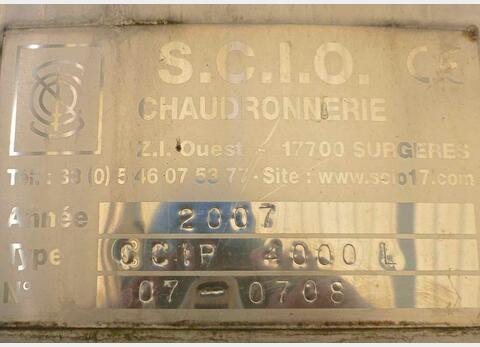 S.C.I.O. CE
CHAUDRONNERIE
Z.I. Ouest - 17700 SURGERES
Tél. : 33 (0) 5 46 07 53 77 - Site : www.scio17.com
Année 2007
Type CCIP 4000 L
N° 07-0708